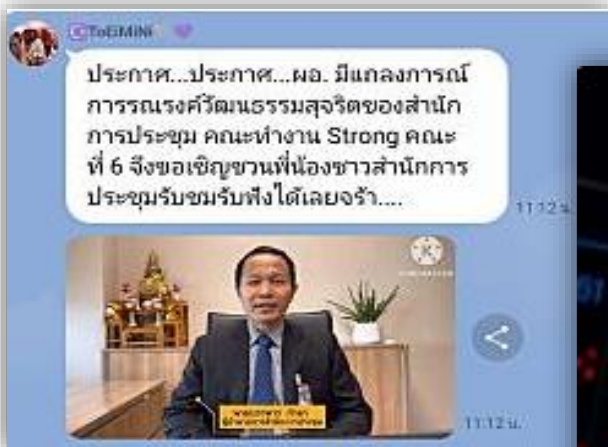 ประกาศ...ประกาศ...ผอ. มีแถลงการณ์
การรณรงค์วัฒนธรรมสุจริตของสำนัก
การประชุม คณะทำงาน Strong คณะ
ที่ 6 จึงขอเชิญชวนพี่น้องชาวสำนักการ
ประชุมรับชมรับฟังได้เลยจร้า....
11:12 น.
11:12 น.